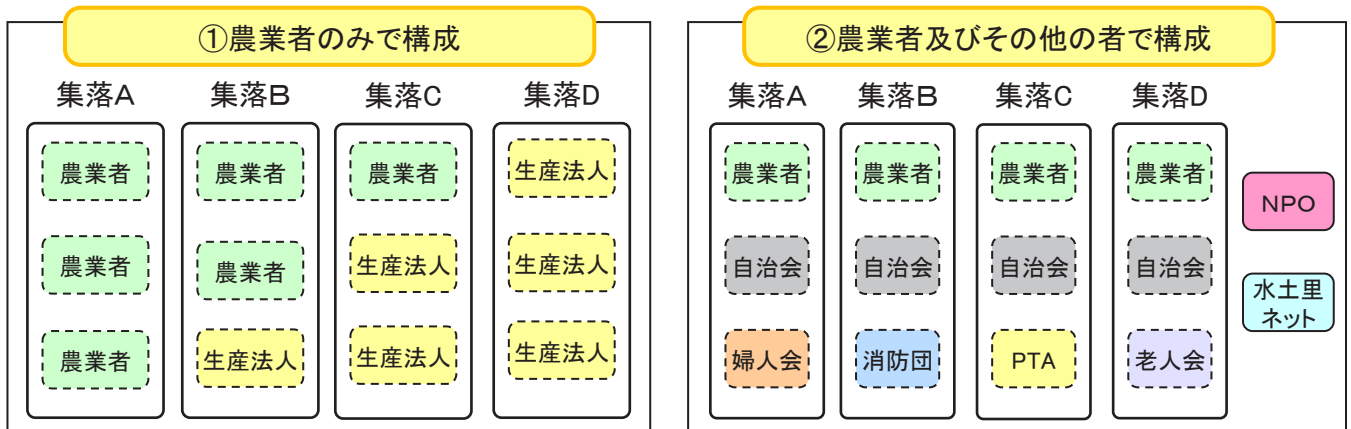 ①農業者のみで構成
集落A 集落B 集落C 集落D
農業者 農業者 農業者 生産法人
農業者 農業者 生産法人 生産法人
農業者 生産法人 生産法人 生産法人
②農業者及びその他の者で構成
集落A 集落B 集落C 集落D
農業者 農業者 農業者 農業者
NPO
自治会 自治会 自治会 自治会
水土里
ネット
婦人会 消防団 PTA 老人会